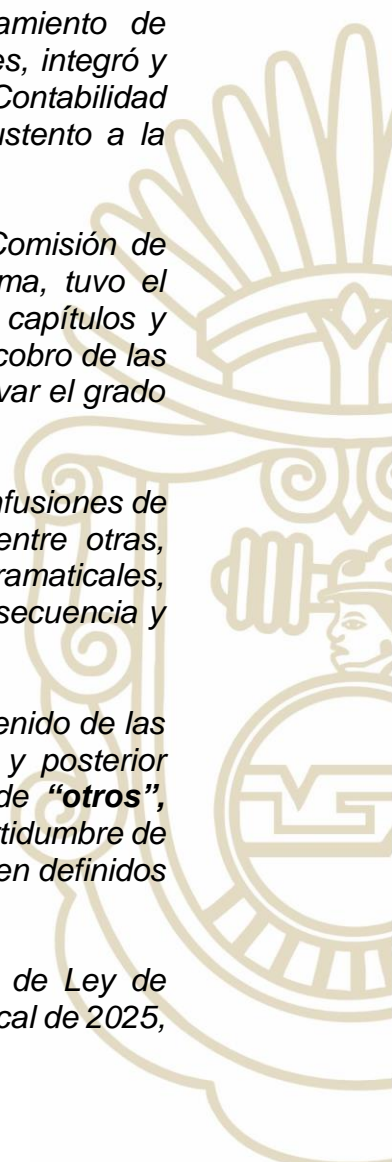 amiento de
es, integró y
Contabilidad
ustento a la
Comisión de
ma, tuvo el
capítulos y
cobro de las
var el grado
nfusiones de
entre otras,
ramaticales,
secuencia y
enido de las
y posterior
de “otros”,
rtidumbre de
en definidos
de Ley de
cal de 2025,